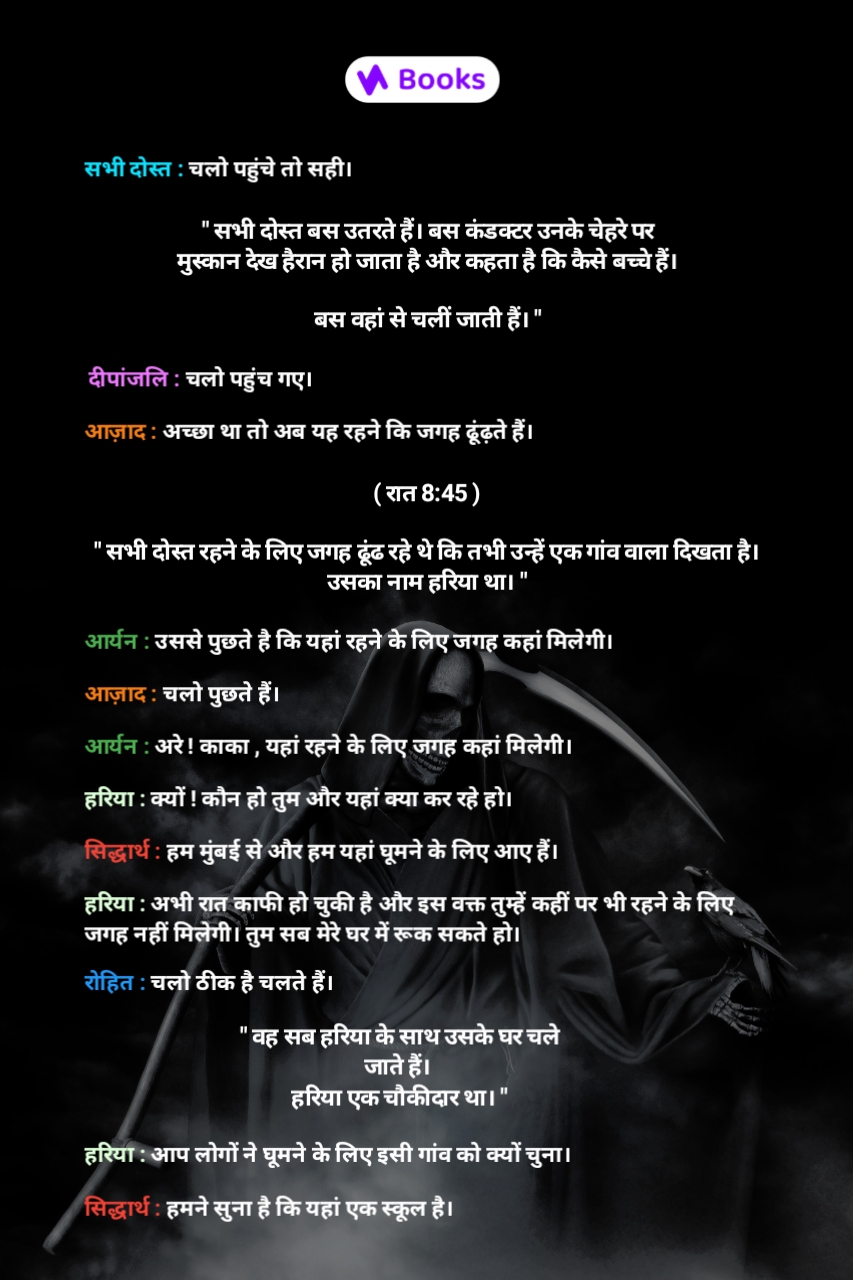 Books
सभी दोस्त : चलो पहुंचे तो सही।
" सभी दोस्त बस उतरते हैं। बस कंडक्टर उनके चेहरे पर
मुस्कान देख हैरान हो जाता है और कहता है कि कैसे बच्चे हैं।
बस वहां से चलीं जाती हैं। "
दीपांजलि : चलो पहुंच गए।
आज़ाद : अच्छा था तो अब यह रहने कि जगह ढूंढ़ते हैं।
( रात 8:45 )
" सभी दोस्त रहने के लिए जगह ढूंढ रहे थे कि तभी उन्हें एक गांव वाला दिखता है।
उसका नाम हरिया था। "
आर्यन : उससे पुछते है कि यहां रहने के लिए जगह कहां मिलेगी।
आज़ाद : चलो पुछते हैं।
आर्यन : अरे ! काका , यहां रहने के लिए जगह कहां मिलेगी।
हरिया : क्यों ! कौन हो तुम और यहां क्या कर रहे हो।
सिद्धार्थ : हम मुंबई से और हम यहां घूमने के लिए आए हैं।
हरिया : अभी रात काफी हो चुकी है और इस वक्त तुम्हें कहीं पर भी रहने के लिए
जगह नहीं मिलेगी। तुम सब मेरे घर में रूक सकते हो।
रोहित : चलो ठीक है चलते हैं।
" वह सब हरिया के साथ उसके घर चले
जाते हैं।
हरिया एक चौकीदार था। "
हरिया : आप लोगों ने घूमने के लिए इसी गांव को क्यों चुना।
सिद्धार्थ : हमने सुना है कि यहां एक स्कूल है।